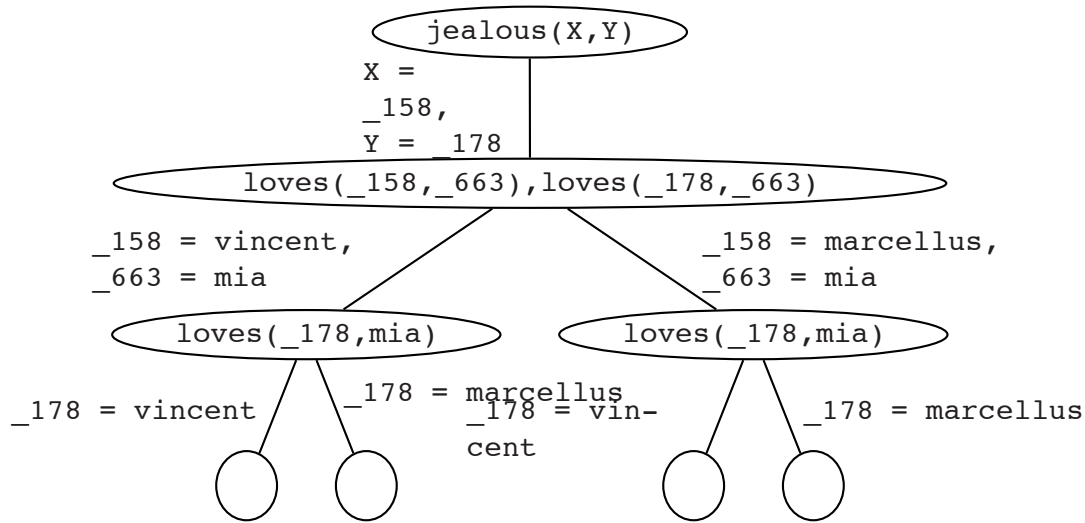 jealous(X,Y)
X =
_158,
Y = _178
loves(_158,_663),loves(_178,_663)
_158 = vincent,
_663 = mia
_158 = marcellus,
_663 = mia
loves(_178,mia)
loves(_178,mia)
_178 = vincent
_178 = marcellus
_178 = vin-
cent
_178 = marcellus